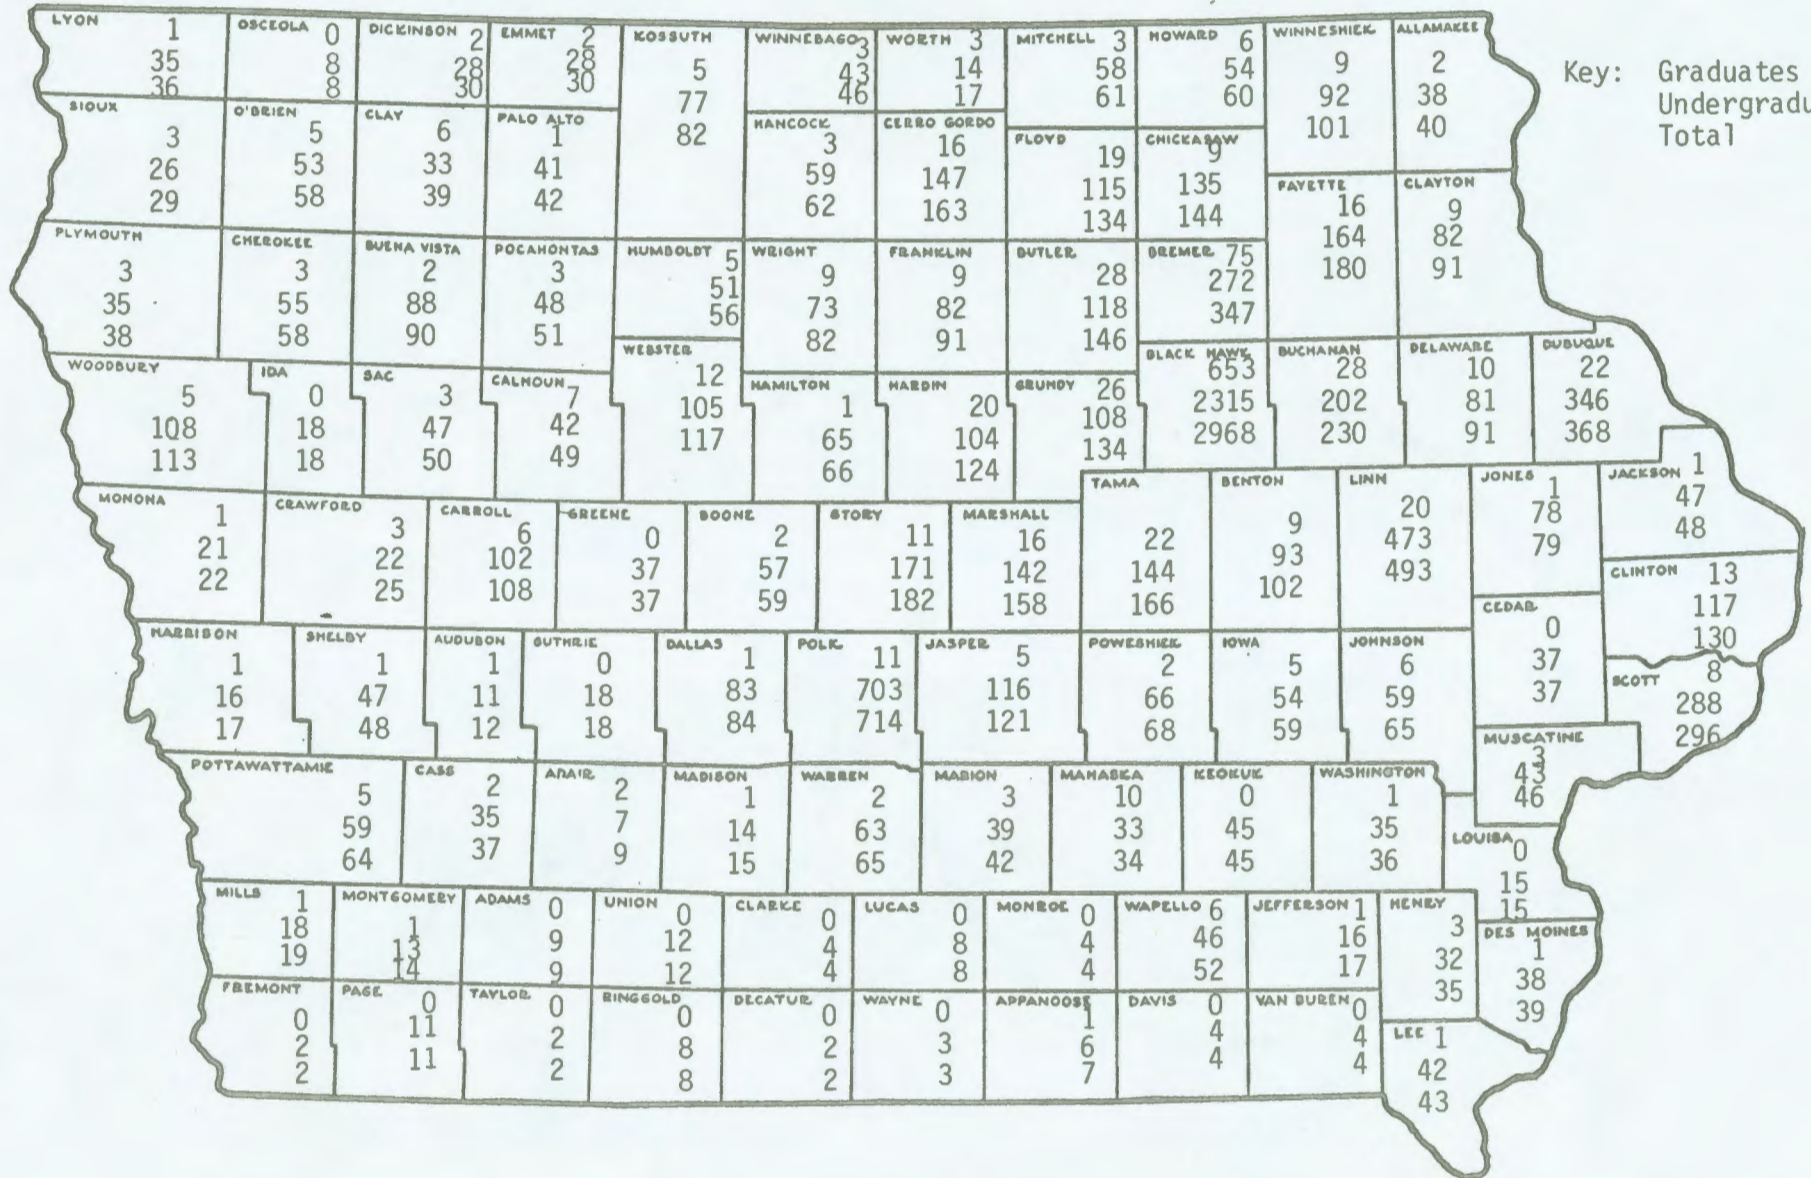 Key: Graduates
Undergradu
Total
LYON
1
35
36
OSCEOLA
0
8
8
DICKINSON
2
28
30
EMMET
2
28
30
KOSSUTH
5
77
82
WINNEBAGO
3
43
46
WORTH
3
14
17
MITCHELL
3
58
61
HOWARD
6
54
60
WINNESHIEK
9
92
101
ALLAMAKEE
2
38
40
SIOUX
3
26
29
O'BRIEN
5
53
58
CLAY
6
33
39
PALO ALTO
1
41
42
HANCOCK
3
59
62
CERRO GORDO
16
147
163
FLOYD
19
115
134
CHICKASAW
9
135
144
FAYETTE
16
164
180
CLAYTON
9
82
91
PLYMOUTH
3
35
38
CHEROKEE
3
55
58
BUENA VISTA
2
88
90
POCAHONTAS
3
48
51
HUMBOLDT
5
51
56
WRIGHT
9
73
82
FRANKLIN
9
82
91
BUTLER
28
118
146
BREMER
75
272
347
WOODBURY
5
108
113
IDA
0
18
18
SAC
3
47
50
CALHOUN
7
42
49
WEBSTER
12
105
117
HAMILTON
1
65
66
HARDIN
20
104
124
GRUNDY
26
108
134
BLACK HAWK
653
2315
2968
BUCHANAN
28
202
230
DELAWARE
10
81
91
DUBUQUE
22
346
368
MONONA
1
21
22
CRAWFORD
3
22
25
CARROLL
6
102
108
GREENE
0
37
37
BOONE
2
57
59
STORY
11
171
182
MARSHALL
16
142
158
TAMA
22
144
166
BENTON
9
93
102
LINN
20
473
493
JONES
1
78
79
JACKSON
1
47
48
CLINTON
13
117
130
CEDAR
0
37
37
SCOTT
8
288
296
HARRISON
1
16
17
SHELBY
1
47
48
AUDUBON
1
11
12
GUTHRIE
0
18
18
DALLAS
1
83
84
POLK
11
703
714
JASPER
5
116
121
POWESHIEK
2
66
68
IOWA
5
54
59
JOHNSON
6
59
65
MUSCATINE
3
43
46
POTTAWATTAMIE
5
59
64
CASS
2
35
37
ADAIR
2
7
9
MADISON
1
14
15
WARREN
2
63
65
MARION
3
39
42
MAHASKA
10
33
34
KEOKUK
0
45
45
WASHINGTON
1
35
36
LOUISA
0
15
15
MILLS
1
18
19
MONTGOMERY
1
13
14
ADAMS
0
9
9
UNION
0
12
12
CLARKE
0
4
4
LUCAS
0
8
8
MONROE
0
4
4
WAPELLO
6
46
52
JEFFERSON
1
16
17
HENRY
3
32
35
DES MOINES
1
38
39
FREMONT
0
2
2
PAGE
0
11
11
TAYLOR
0
2
2
RINGGOLD
0
8
8
DECATUR
0
2
2
WAYNE
0
3
3
APPANOOSE
1
6
7
DAVIS
0
4
4
VAN BUREN
0
4
4
LEE
1
42
43